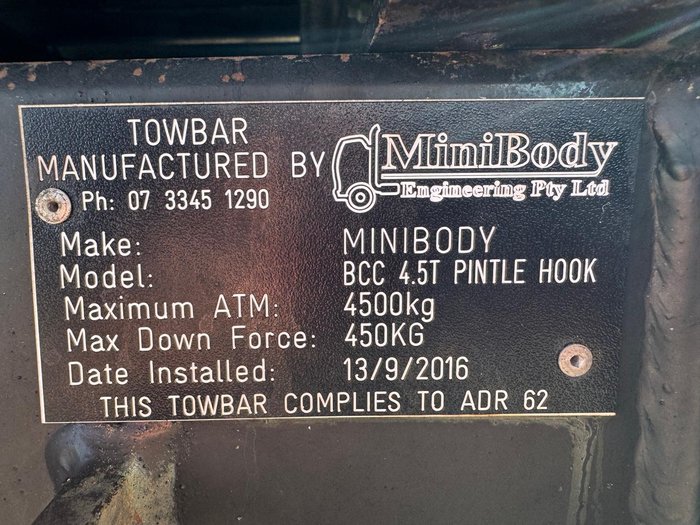 TOWBAR
MANUFACTURED BY
MiniBody
Engineering Pty Ltd
Ph: 07 3345 1290
Make: MINIBODY
Model: BCC 4.5T PINTLE HOOK
Maximum ATM: 4500kg
Max Down Force: 450KG
Date Installed: 13/9/2016
THIS TOWBAR COMPLIES TO ADR 62